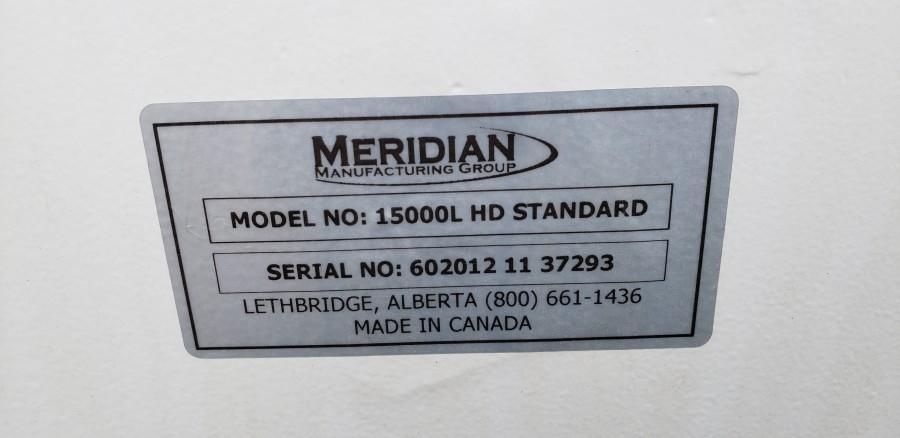 MERIDIAN
MANUFACTURING GROUP
MODEL NO: 15000L HD STANDARD
SERIAL NO: 602012 11 37293
LETHBRIDGE, ALBERTA (800) 661-1436
MADE IN CANADA